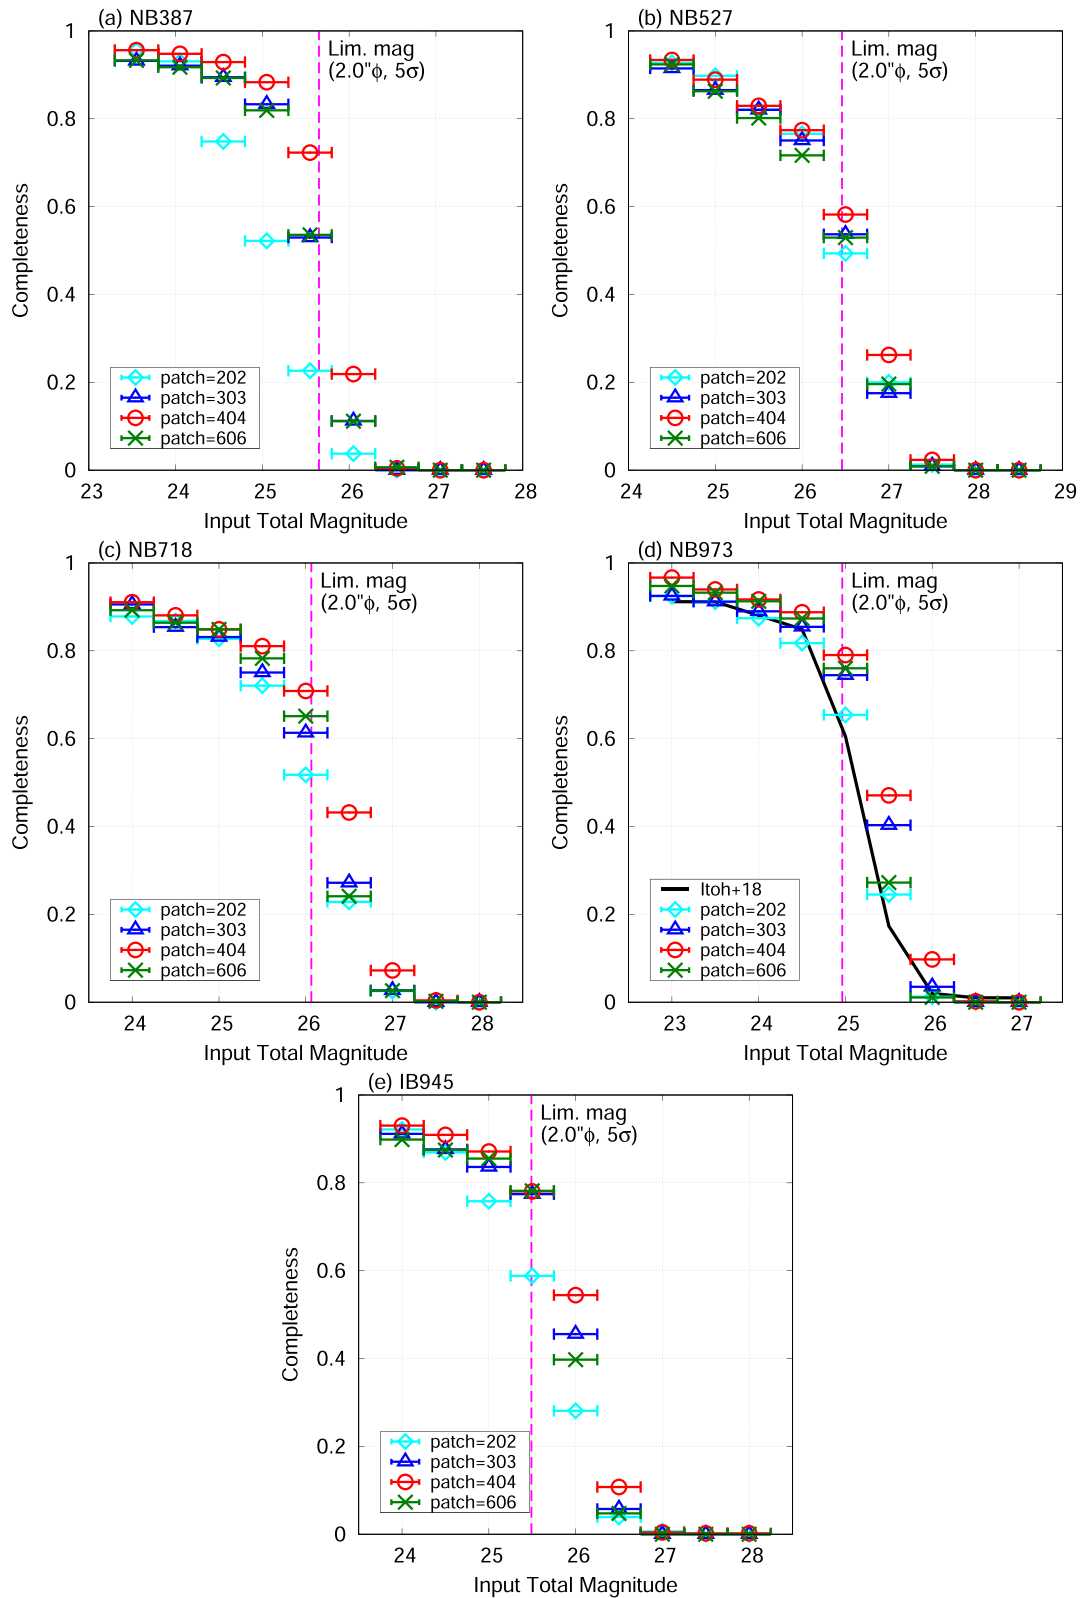 (a) NB387
Lim. mag
(2.0"ϕ, 5σ)
Completeness
1
0.8
0.6
0.4
0.2
0
patch=202
patch=303
patch=404
patch=606
23 24 25 26 27 28
Input Total Magnitude
(b) NB527
Lim. mag
(2.0"ϕ, 5σ)
Completeness
1
0.8
0.6
0.4
0.2
0
patch=202
patch=303
patch=404
patch=606
24 25 26 27 28 29
Input Total Magnitude
(c) NB718
Lim. mag
(2.0"ϕ, 5σ)
Completeness
1
0.8
0.6
0.4
0.2
0
patch=202
patch=303
patch=404
patch=606
24 25 26 27 28
Input Total Magnitude
(d) NB973
Lim. mag
(2.0"ϕ, 5σ)
Completeness
1
0.8
0.6
0.4
0.2
0
Itoh+18
patch=202
patch=303
patch=404
patch=606
23 24 25 26 27
Input Total Magnitude
(e) IB945
Lim. mag
(2.0"ϕ, 5σ)
Completeness
1
0.8
0.6
0.4
0.2
0
patch=202
patch=303
patch=404
patch=606
24 25 26 27 28
Input Total Magnitude